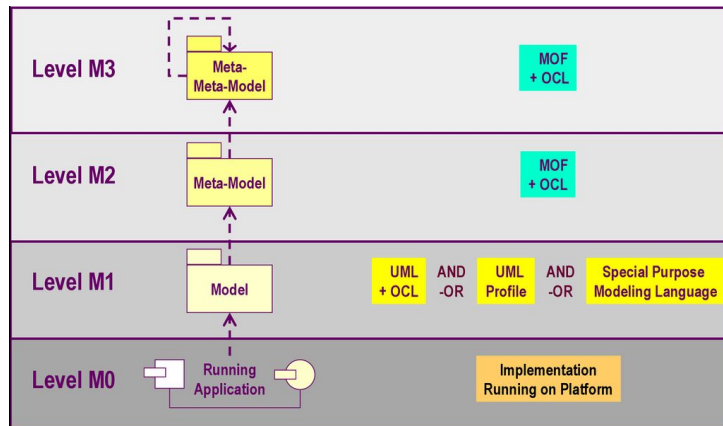 Level M3
Meta-
Meta-Model
MOF
+ OCL
Level M2
Meta-Model
MOF
+ OCL
Level M1
Model
UML
+ OCL
AND
-OR
UML
Profile
AND
-OR
Special Purpose
Modeling Language
Level M0
Running
Application
Implementation
Running on Platform